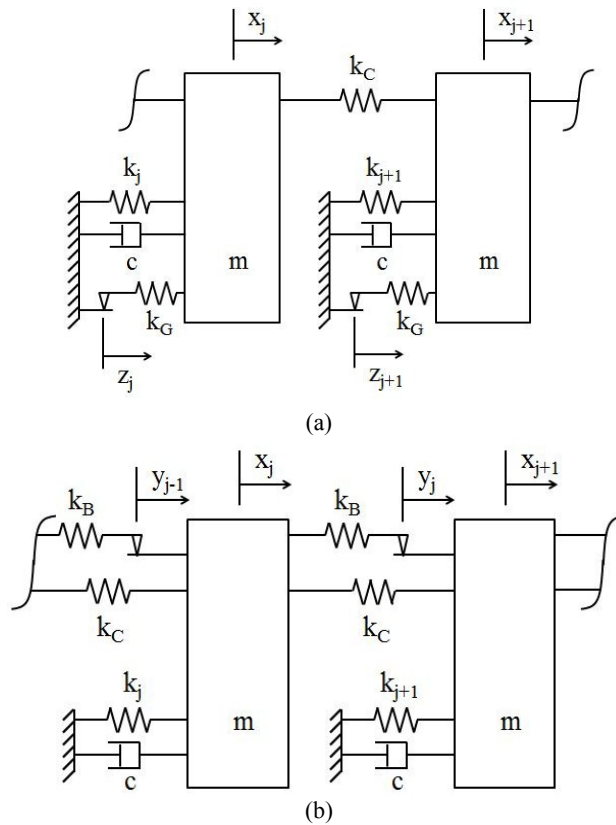 x_j x_{j+1}
k_C
k_j k_{j+1}
c m c m
k_G k_G
z_j z_{j+1}
(a)
y_{j-1} x_j y_j x_{j+1}
k_B k_B
k_C k_C
k_j k_{j+1}
m m
c c
(b)